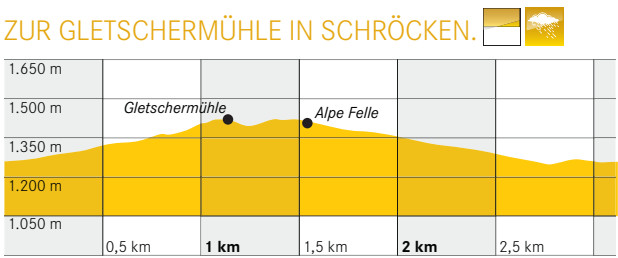 ZUR GLETSCHERMÜHLE IN SCHRÖCKEN.
1.650 m
1.500 m
Gletschermühle
Alpe Felle
1.350 m
1.200 m
1.050 m
0,5 km
1 km
1,5 km
2 km
2,5 km